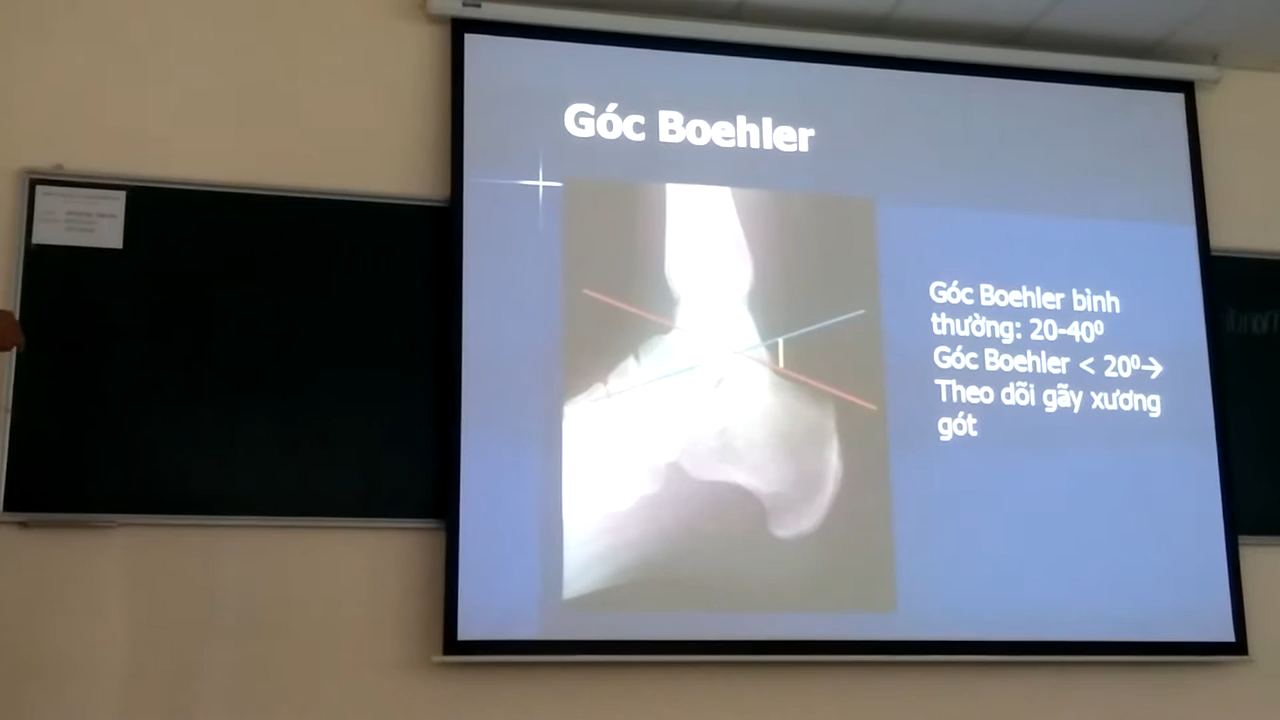 Góc Boehler
Góc Boehler bình
thường: 20-40⁰
Góc Boehler < 20⁰→
Theo dõi gãy xương
gót